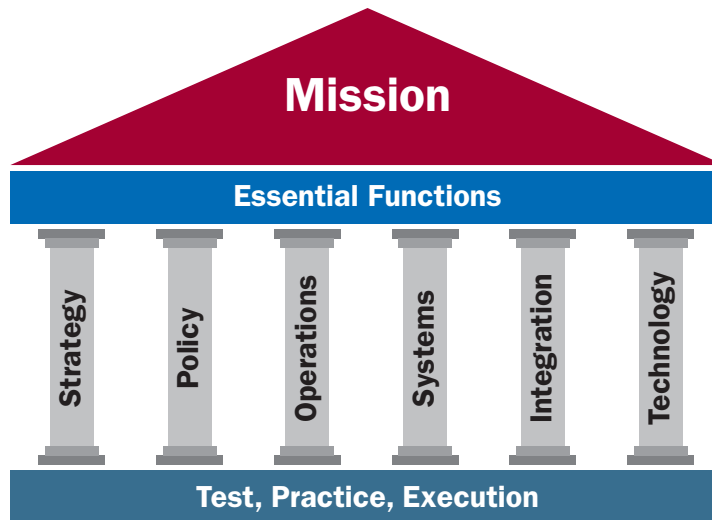 Mission
Essential Functions
Strategy
Policy
Operations
Systems
Integration
Technology
Test, Practice, Execution